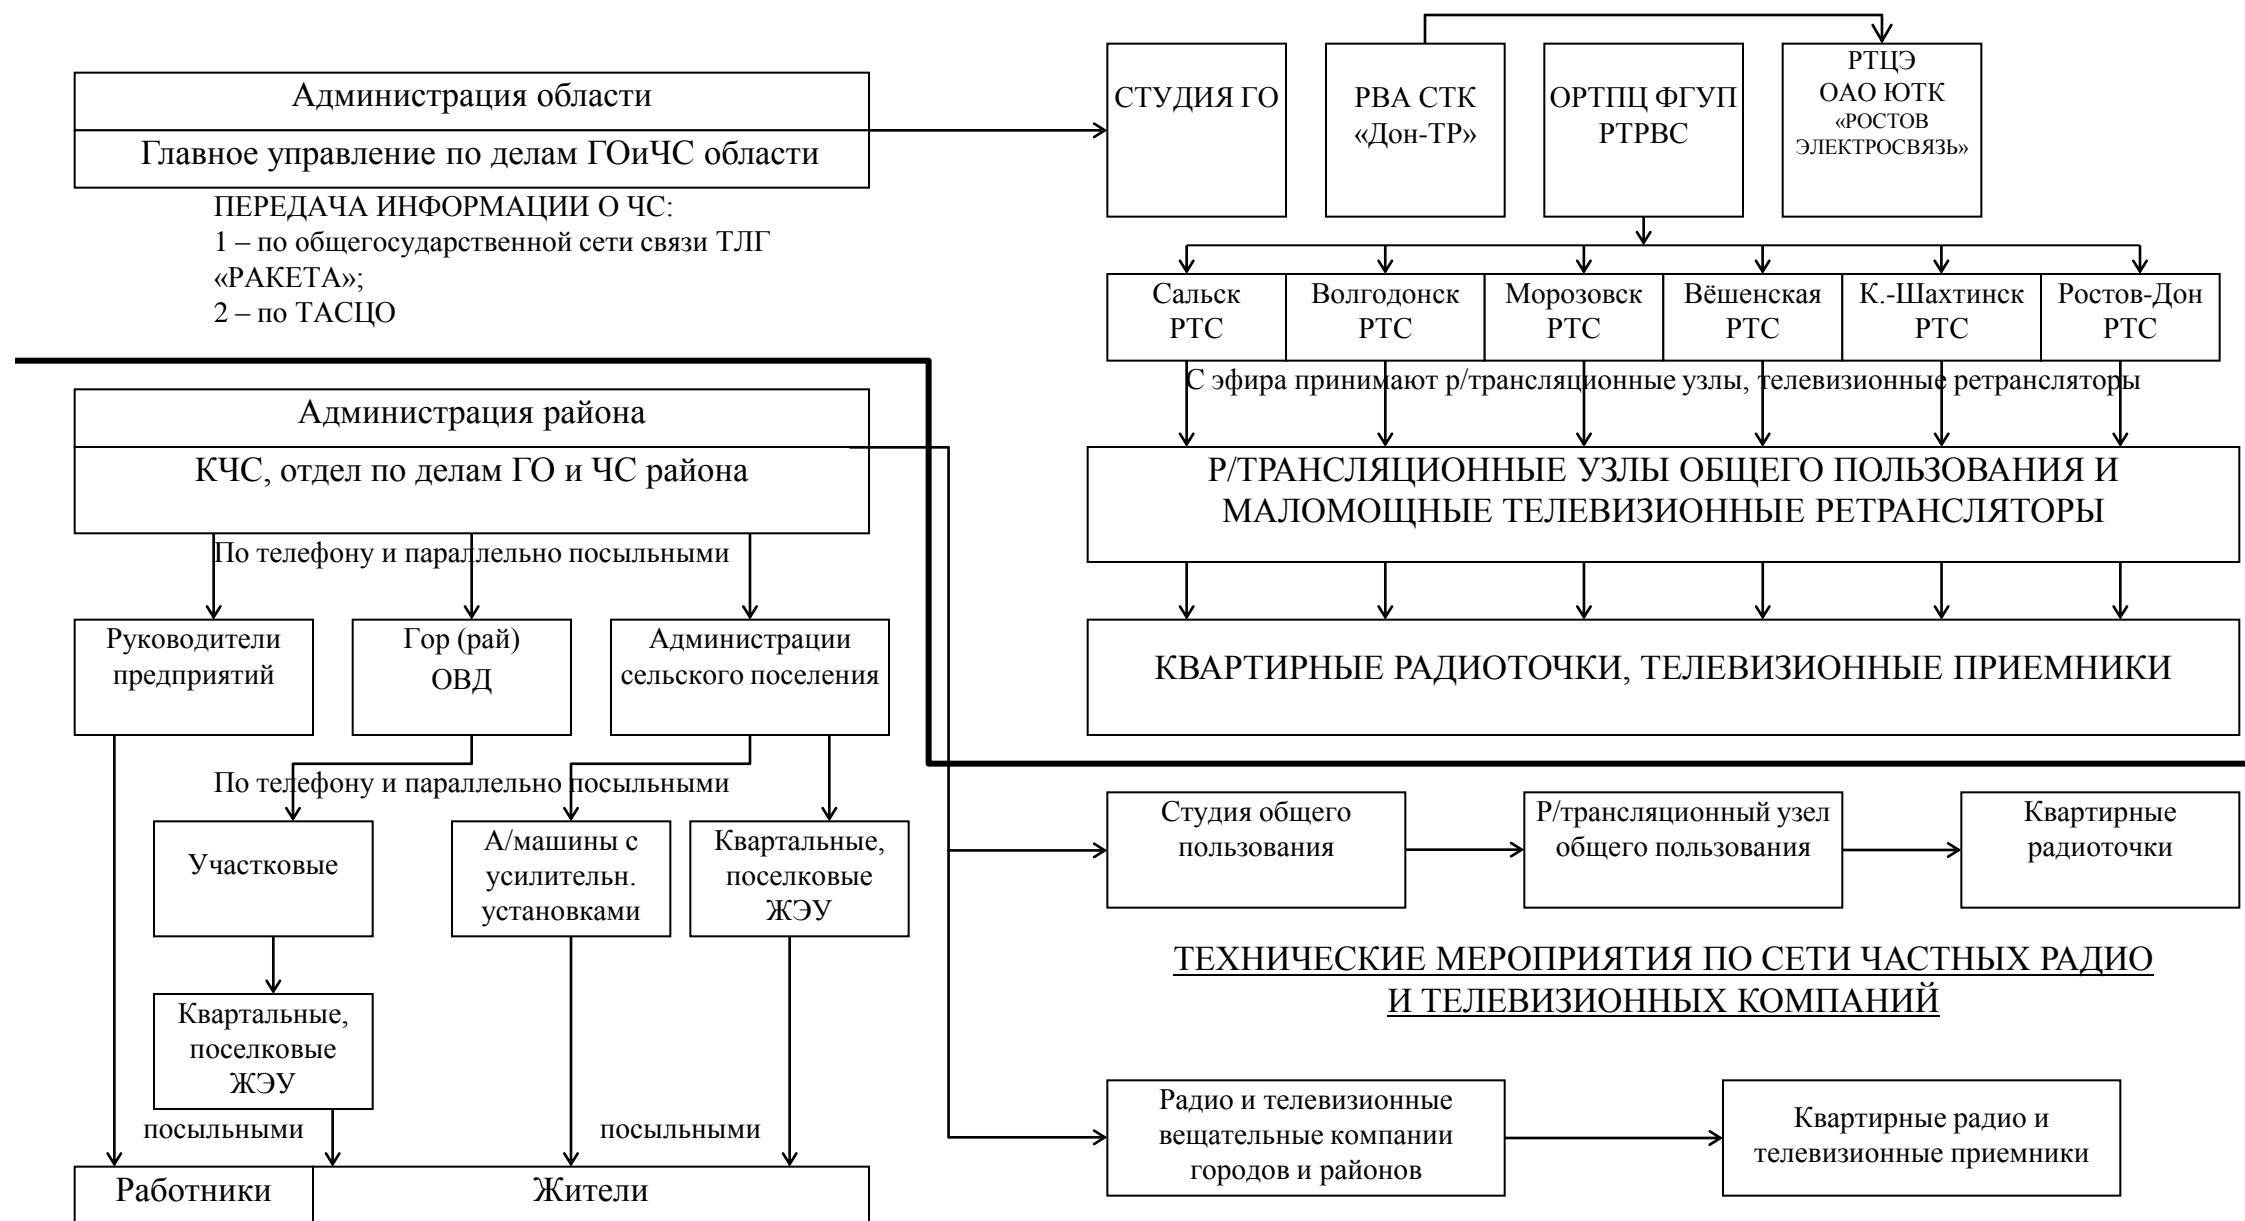 Администрация области
Главное управление по делам ГОиЧС области
ПЕРЕДАЧА ИНФОРМАЦИИ О ЧС:
1 – по общегосударственной сети связи ТЛГ
«РАКЕТА»;
2 – по ТАСЦО
СТУДИЯ ГО
РВА СТК
«Дон-ТР»
ОРТПЦ ФГУП
РТРВС
РТЦЭ
ОАО ЮТК
«РОСТОВ
ЭЛЕКТРОСВЯЗЬ»
Сальск
РТС
Волгодонск
РТС
Морозовск
РТС
Вёшенская
РТС
К.-Шахтинск
РТС
Ростов-Дон
РТС
С эфира принимают р/трансляционные узлы, телевизионные ретрансляторы
Р/ТРАНСЛЯЦИОННЫЕ УЗЛЫ ОБЩЕГО ПОЛЬЗОВАНИЯ И
МАЛОМОЩНЫЕ ТЕЛЕВИЗИОННЫЕ РЕТРАНСЛЯТОРЫ
КВАРТИРНЫЕ РАДИОТОЧКИ, ТЕЛЕВИЗИОННЫЕ ПРИЕМНИКИ
Администрация района
КЧС, отдел по делам ГО и ЧС района
По телефону и параллельно посыльными
Руководители
предприятий
Гор (рай)
ОВД
Администрации
сельского поселения
По телефону и параллельно посыльными
Участковые
А/машины с
усилительн.
установками
Квартальные,
поселковые
ЖЭУ
Квартальные,
поселковые
ЖЭУ
посыльными
посыльными
Работники
Жители
Студия общего
пользования
Р/трансляционный узел
общего пользования
Квартирные
радиоточки
ТЕХНИЧЕСКИЕ МЕРОПРИЯТИЯ ПО СЕТИ ЧАСТНЫХ РАДИО
И ТЕЛЕВИЗИОННЫХ КОМПАНИЙ
Радио и телевизионные
вещательные компании
городов и районов
Квартирные радио и
телевизионные приемники